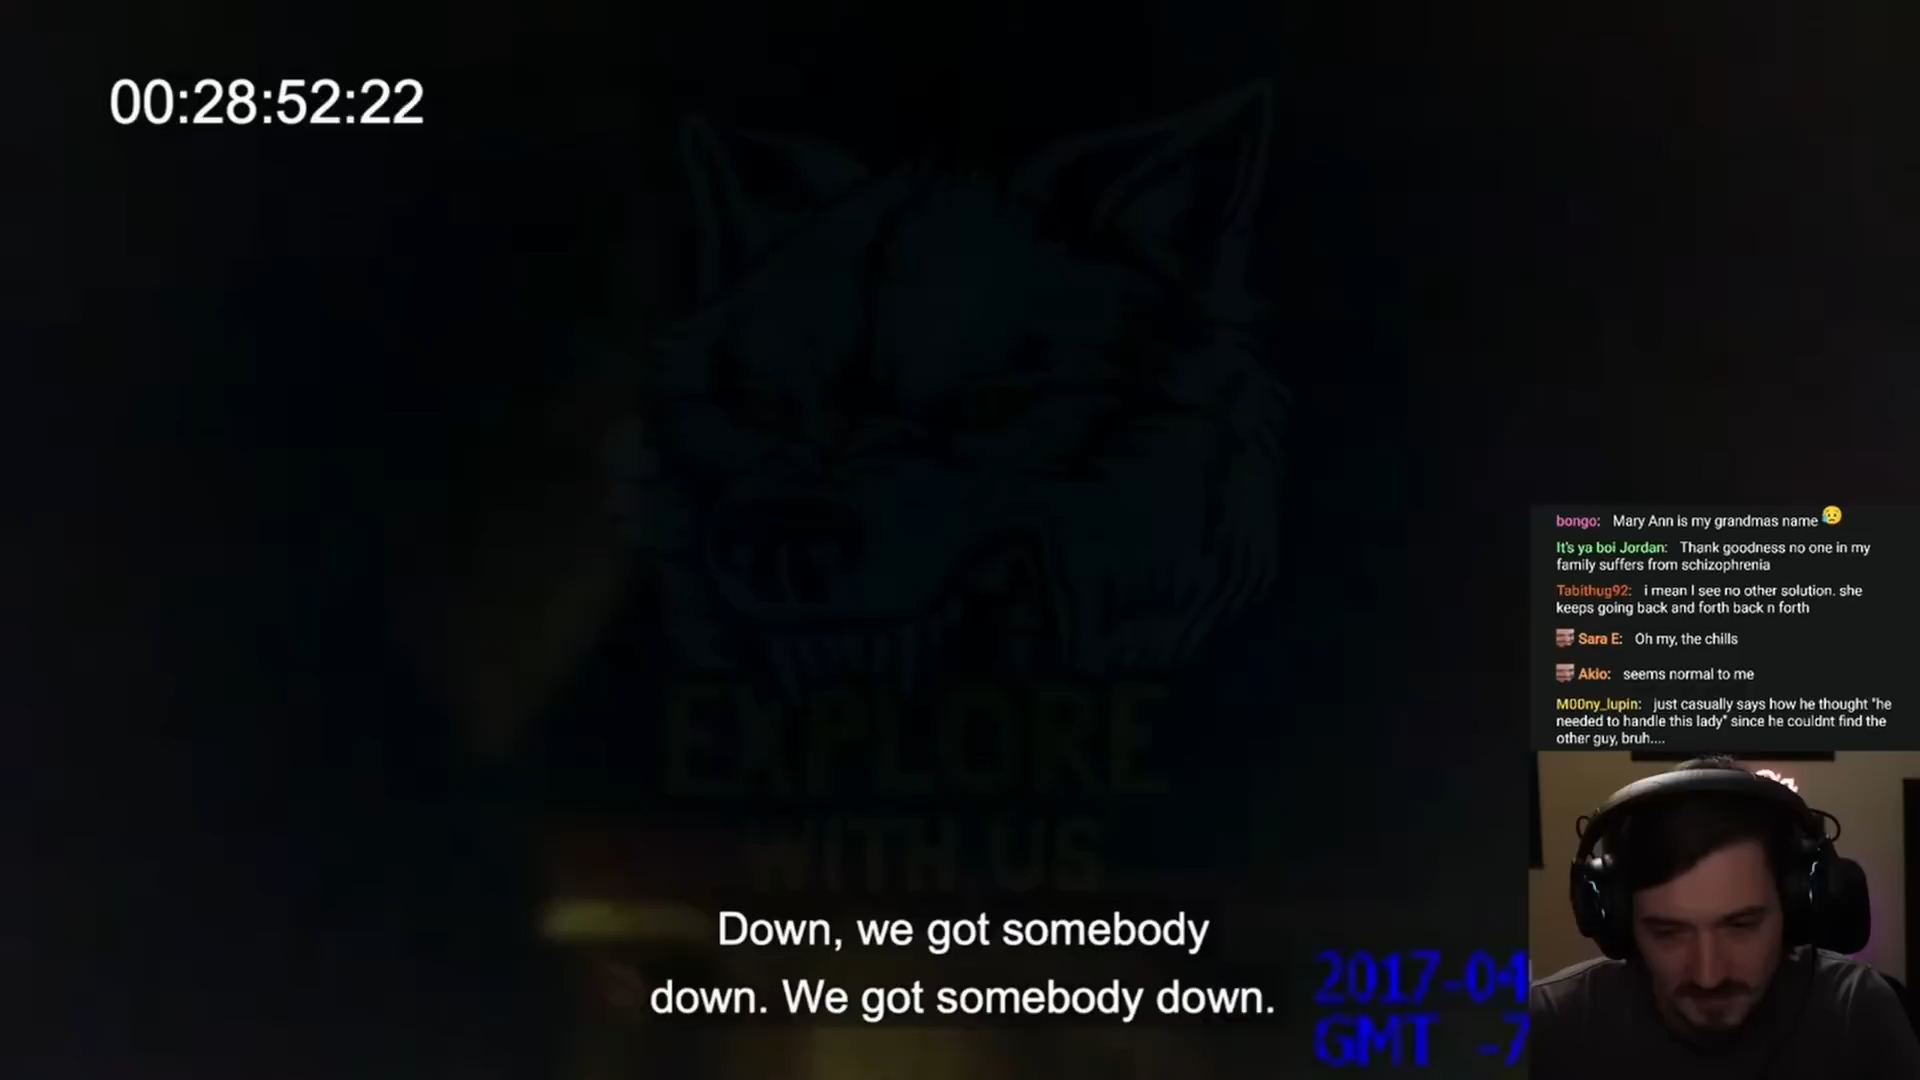 00:28:52:22
EXPLORE
WITH US
Down, we got somebody
down. We got somebody down.
2017-04
GMT -7
bongo: Mary Ann is my grandmas name 😥
It's ya boi Jordan: Thank goodness no one in my
family suffers from schizophrenia
Tabithug92: i mean I see no other solution. she
keeps going back and forth back n forth
Sara E: Oh my, the chills
Akio: seems normal to me
M00ny_lupin: just casually says how he thought "he
needed to handle this lady" since he couldnt find the
other guy, bruh....